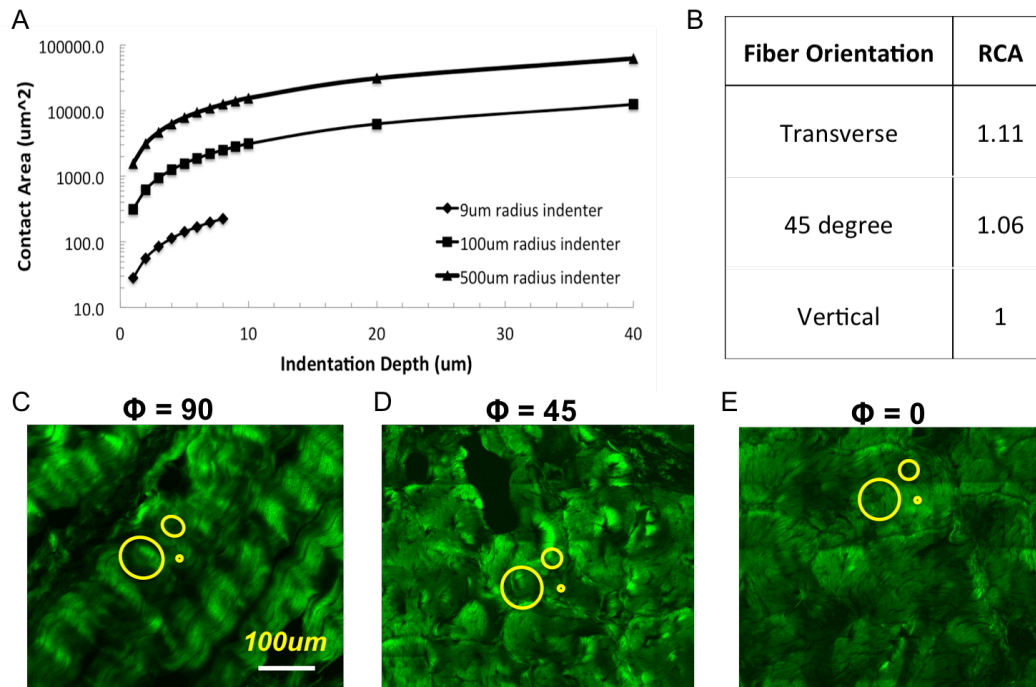 A
Contact Area (um^2)
100000.0
10000.0
1000.0
100.0
10.0
0
10
20
30
40
Indentation Depth (um)
9um radius indenter
100um radius indenter
500um radius indenter
B
Fiber Orientation RCA
Transverse 1.11
45 degree 1.06
Vertical 1
C
Φ = 90
100um
D
Φ = 45
E
Φ = 0